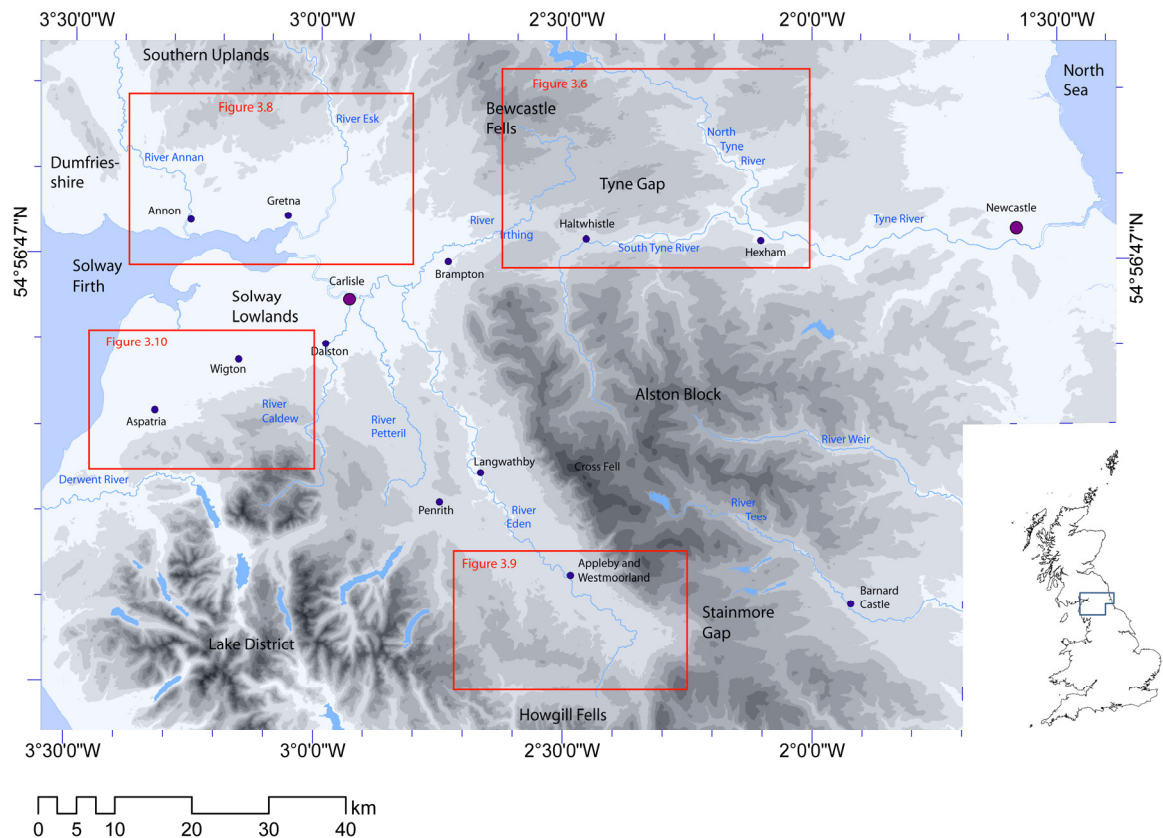 3°30'0"W
3°00'0"W
2°30'0"W
2°00'0"W
1°30'0"W
Southern Uplands
North
Sea
Figure 3.6
Figure 3.8
Bewcastle
Fells
River Esk
North
Tyne
River
River Annan
Dumfries-
shire
Tyne Gap
Annon
Gretna
Haltwhistle
Newcastle
River
Irthing
Tyne River
South Tyne River
Hexham
54°56'47"N
54°56'47"N
Solway
Firth
Brampton
Carlisle
Solway
Lowlands
Figure 3.10
Dalston
Wigton
Alston Block
River
Caldew
Aspatria
River
Petteril
River Weir
Langwathby
Cross Fell
Derwent River
Penrith
River
Eden
River
Tees
Figure 3.9
Appleby and
Westmoorland
Barnard
Castle
Stainmore
Gap
Lake District
Howgill Fells
3°30'0"W
3°00'0"W
2°30'0"W
2°00'0"W
km
0 5 10 20 30 40